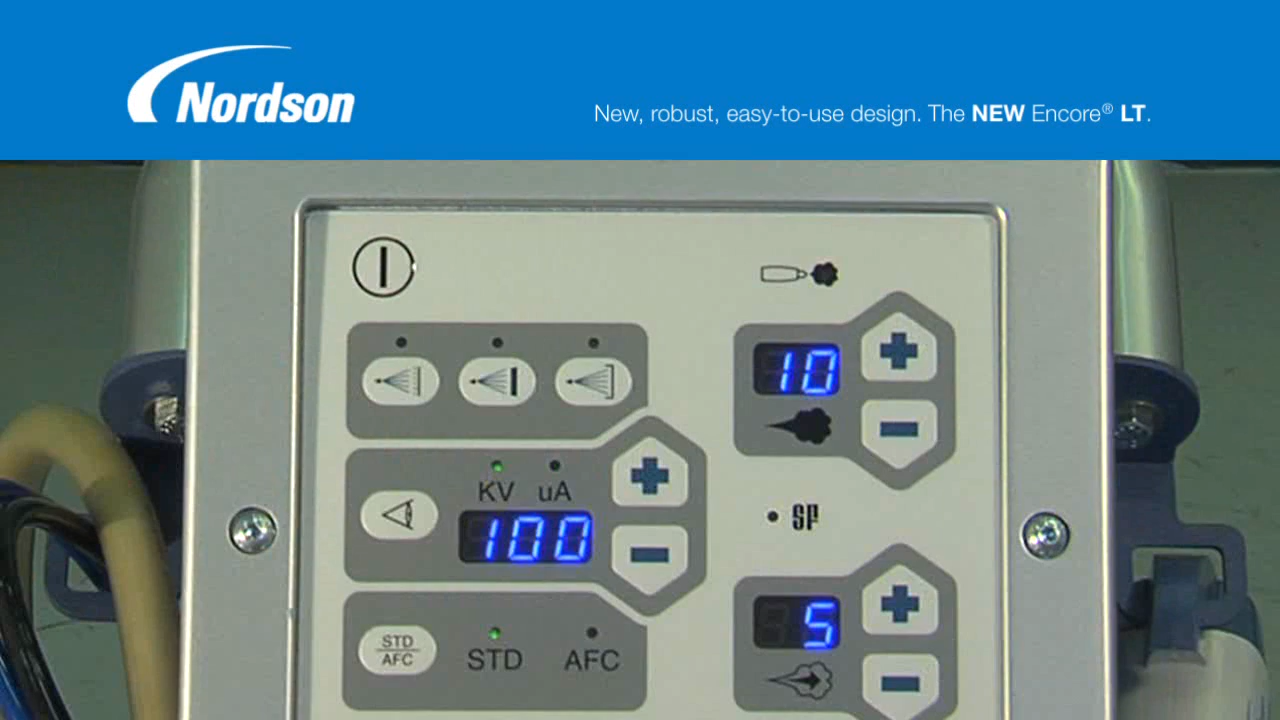 Nordson
New, robust, easy-to-use design. The NEW Encore® LT.
10
KV uA
100
SF
5
STD
AFC
STD AFC